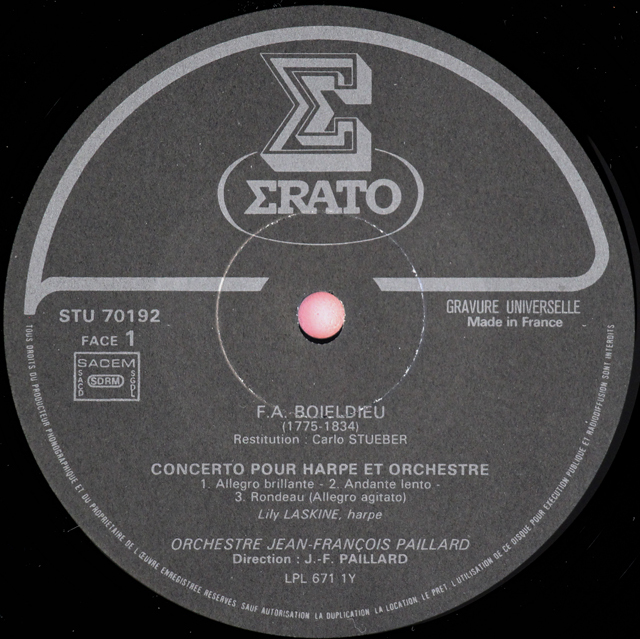 ΣRATO
STU 70192
FACE 1
SACEM
SACD
SDRM
SGDL
GRAVURE UNIVERSELLE
Made in France
F.A. BOIELDIEU
(1775-1834)
Restitution : Carlo STUEBER
CONCERTO POUR HARPE ET ORCHESTRE
1. Allegro brillante - 2. Andante lento -
3. Rondeau (Allegro agitato)
Lily LASKINE, harpe
ORCHESTRE JEAN-FRANÇOIS PAILLARD
Direction : J.-F. PAILLARD
LPL 671 1Y
TOUS DROITS DU PRODUCTEUR PHONOGRAPHIQUE ET DU PROPRIETAIRE DE L'ŒUVRE ENREGISTREE RESERVES SAUF AUTORISATION LA DUPLICATION LA LOCATION LE PRET L'UTILISATION DE CE DISQUE POUR EXECUTION PUBLIQUE ET RADIODIFFUSION SONT INTERDITS